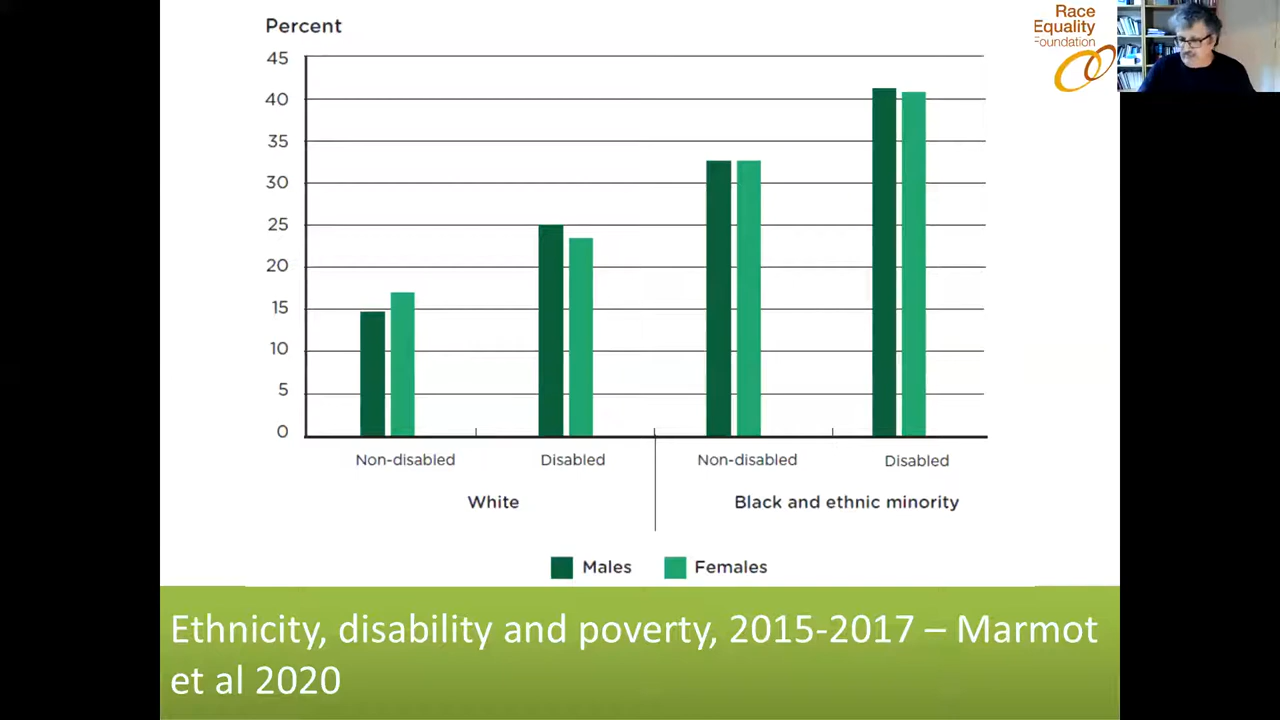 Percent
Race
Equality
Foundation
45
40
35
30
25
20
15
10
5
0
Non-disabled Disabled Non-disabled Disabled
White Black and ethnic minority
Males Females
Ethnicity, disability and poverty, 2015-2017 – Marmot
et al 2020